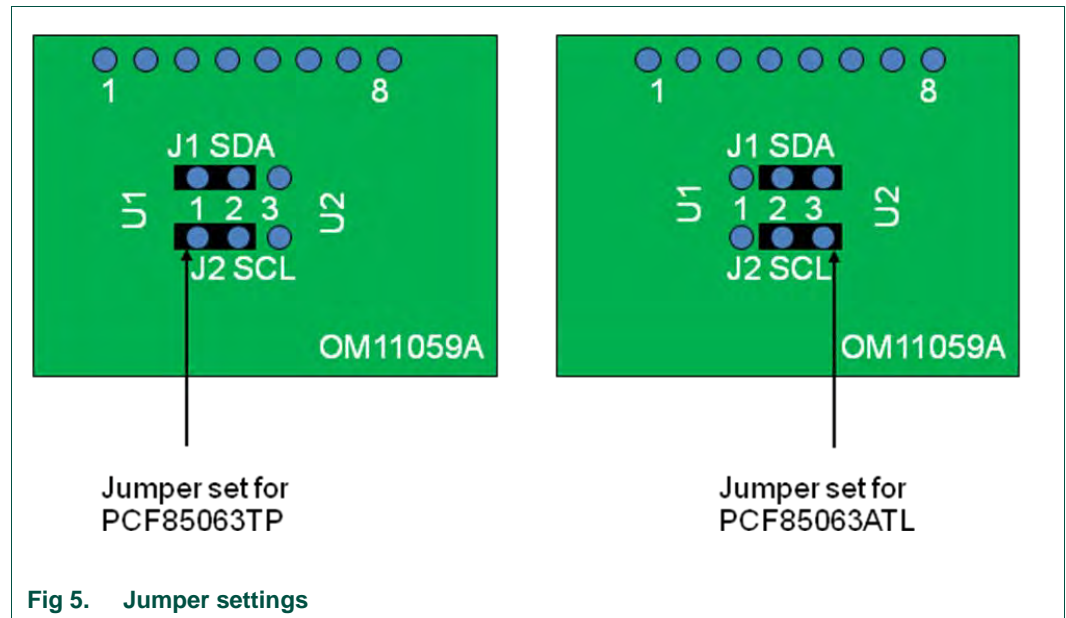 1 8
J1 SDA
U1 1 2 3 U2
J2 SCL
OM11059A
Jumper set for
PCF85063TP
1 8
J1 SDA
U1 1 2 3 U2
J2 SCL
OM11059A
Jumper set for
PCF85063ATL
Fig 5. Jumper settings